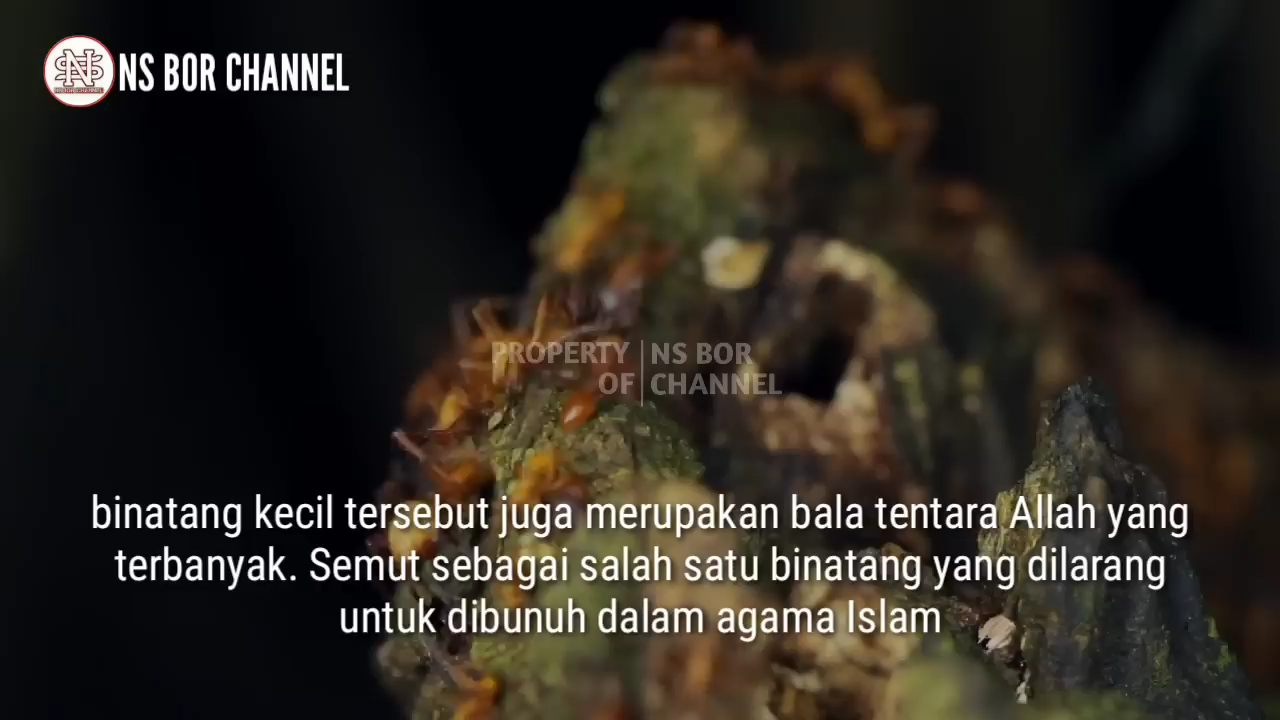 NS BOR CHANNEL
PROPERTY OF | NS BOR CHANNEL
binatang kecil tersebut juga merupakan bala tentara Allah yang
terbanyak. Semut sebagai salah satu binatang yang dilarang
untuk dibunuh dalam agama Islam